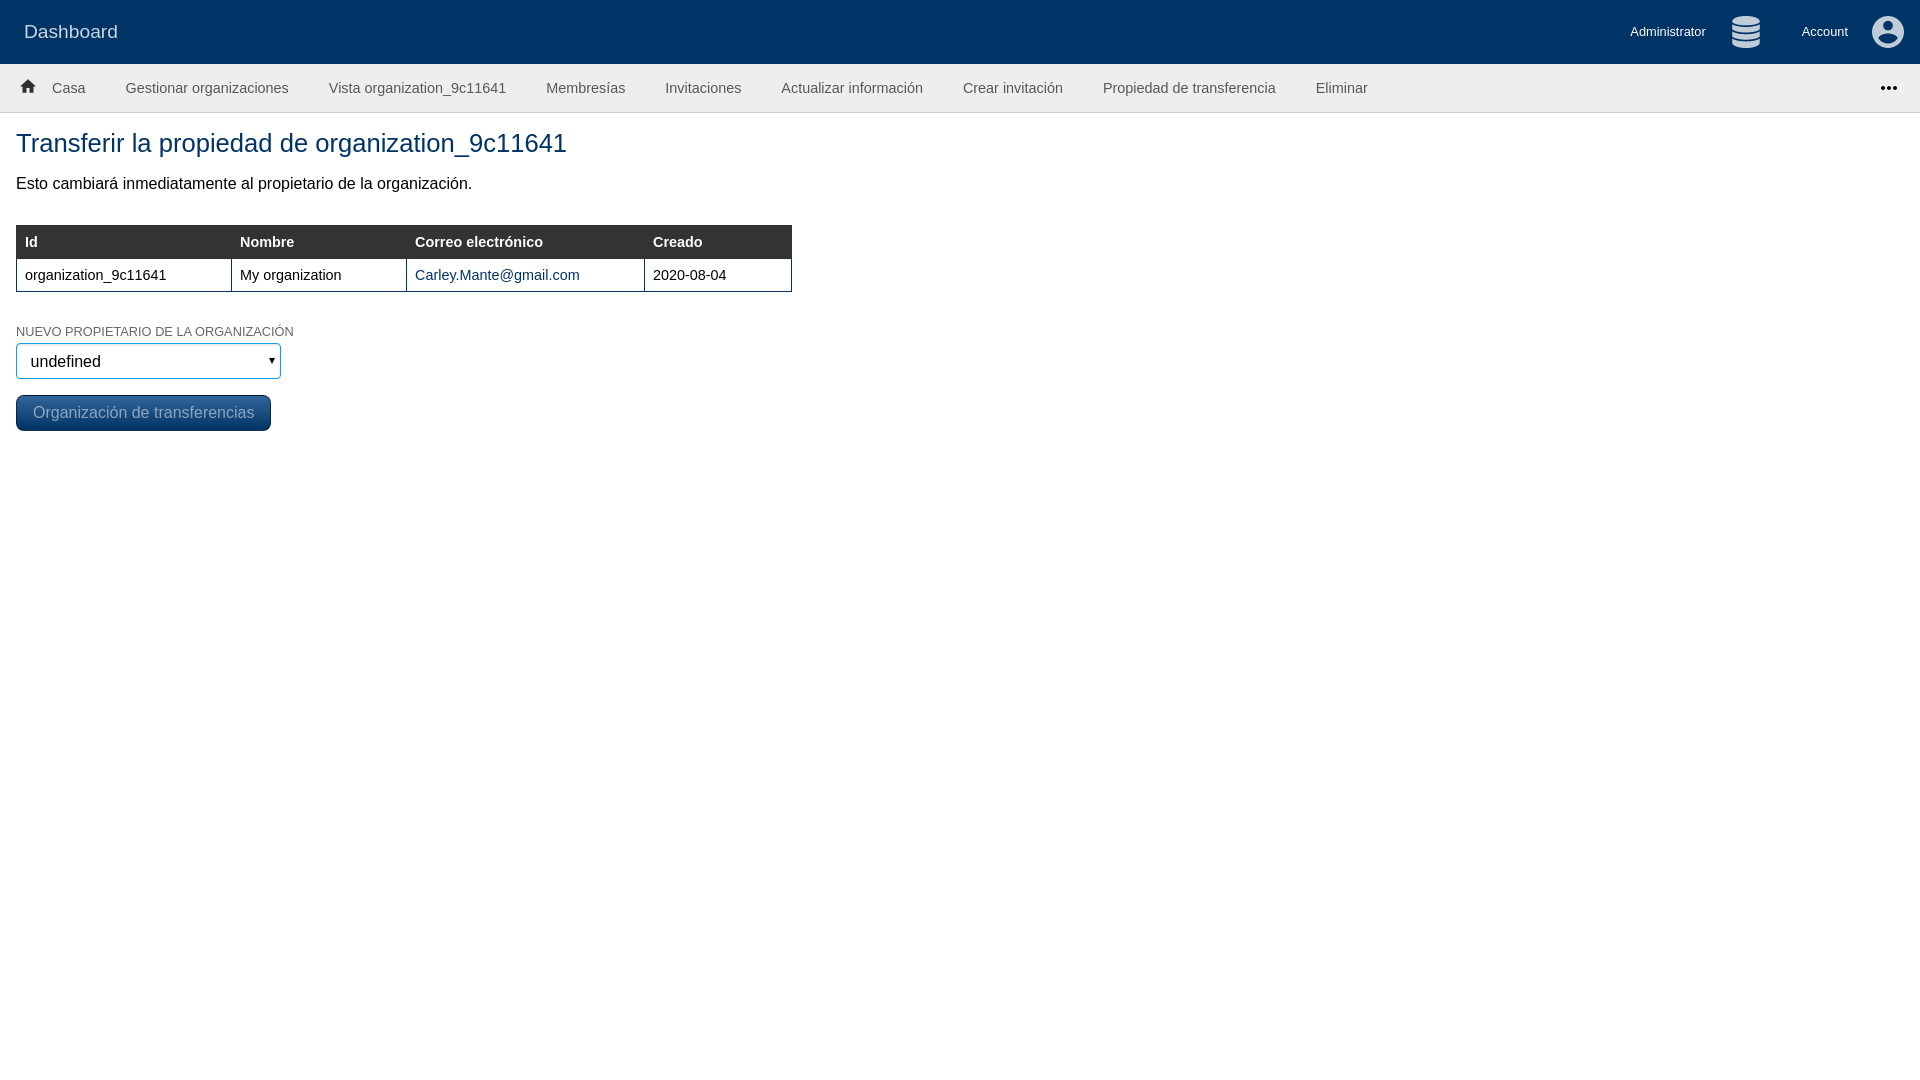 Dashboard
Administrator
Account
Casa
Gestionar organizaciones
Vista organization_9c11641
Membresías
Invitaciones
Actualizar información
Crear invitación
Propiedad de transferencia
Eliminar
Transferir la propiedad de organization_9c11641
Esto cambiará inmediatamente al propietario de la organización.
Id Nombre Correo electrónico Creado
organization_9c11641 My organization Carley.Mante@gmail.com 2020-08-04
NUEVO PROPIETARIO DE LA ORGANIZACIÓN
undefined
Organización de transferencias